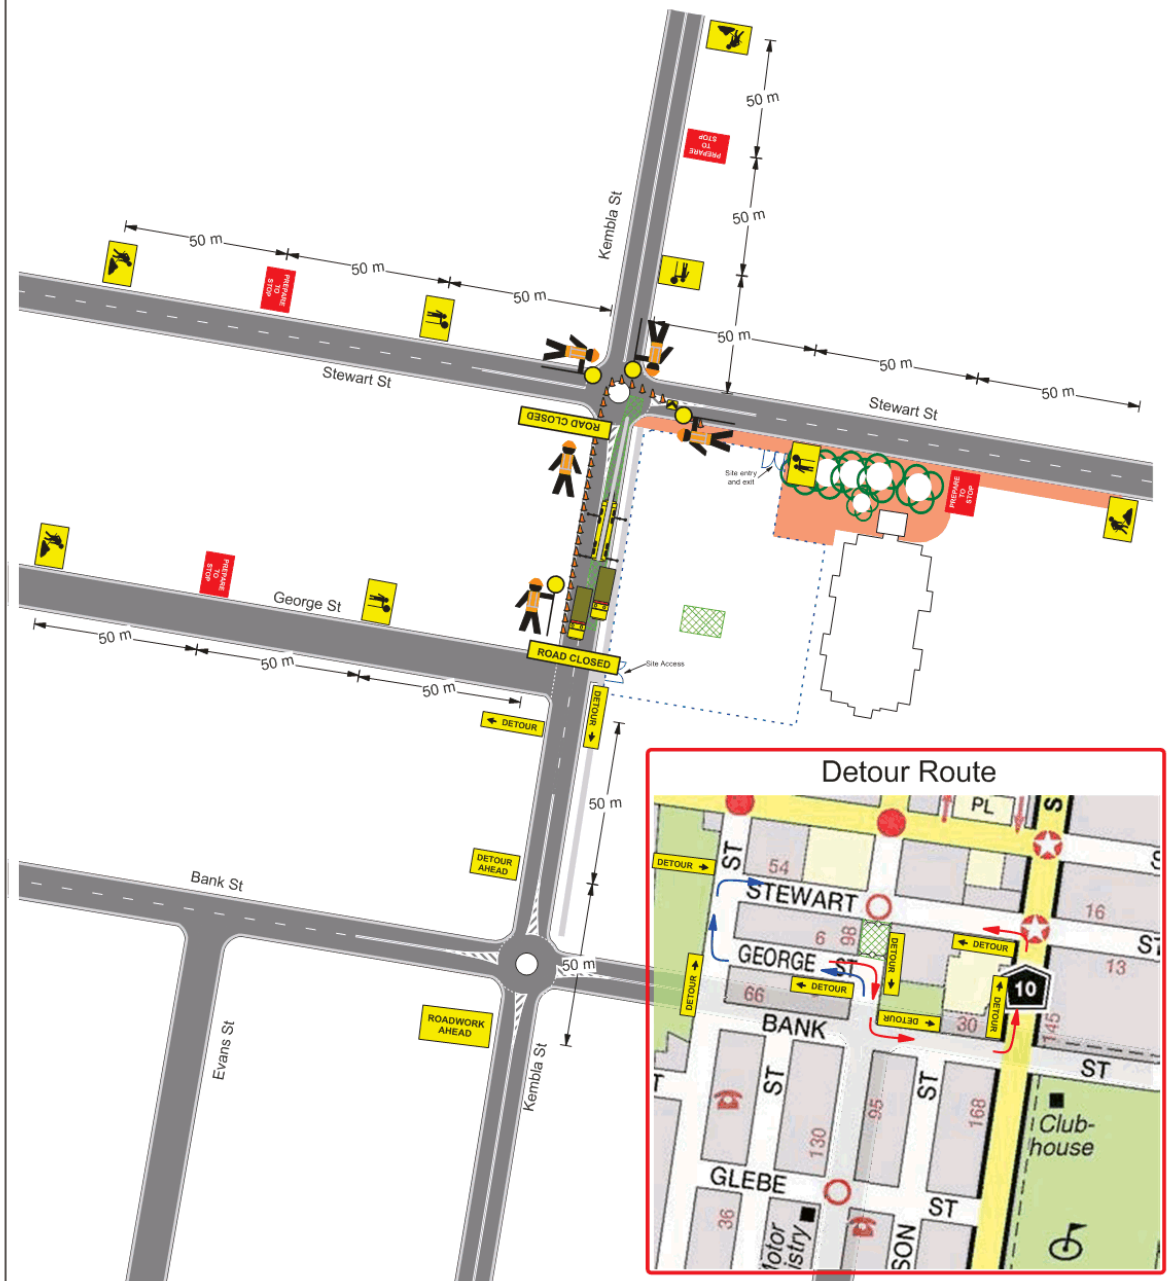 50 m
PREPARE
TO
STOP
50 m
Kembla St
50 m
50 m
50 m
PREPARE
TO
STOP
50 m
50 m
50 m
Stewart St
Stewart St
ROAD CLOSED
Site entry
and exit
PREPARE
TO
STOP
PREPARE
TO
STOP
George St
50 m
50 m
50 m
ROAD CLOSED
Site Access
DETOUR
DETOUR
50 m
DETOUR
AHEAD
Bank St
50 m
ROADWORK
AHEAD
Evans St
Kembla St
Detour Route
PL
S
ST
DETOUR
54
S
STEWART
16
6
98
DETOUR
DETOUR
ST
GEORGE
ST
13
DETOUR
DETOUR
DETOUR
10
66
DETOUR
30
145
BANK
ST
T
ST
ST
95
168
Club-
house
130
GLEBE
ST
36
Motor
istry
SON